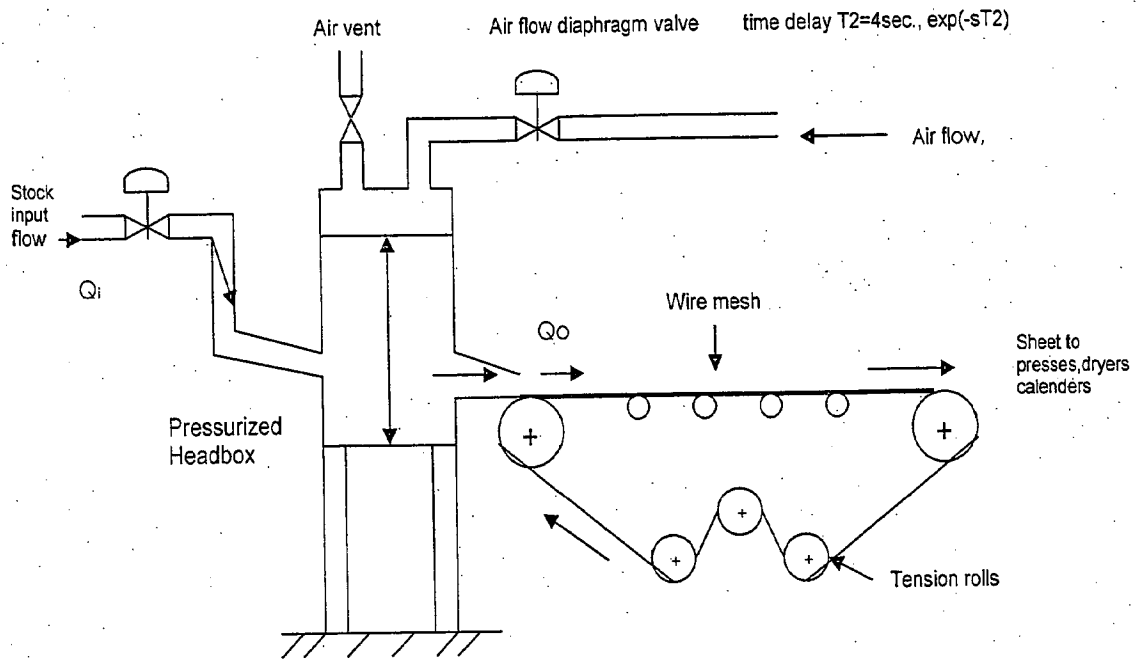 Air vent
Air flow diaphragm valve
time delay T2=4sec., exp(-sT2)
Air flow,
Stock
input
flow
Qi
Wire mesh
Qo
Sheet to
presses,dryers
calenders
Pressurized
Headbox
+
+
+
+
+
Tension rolls